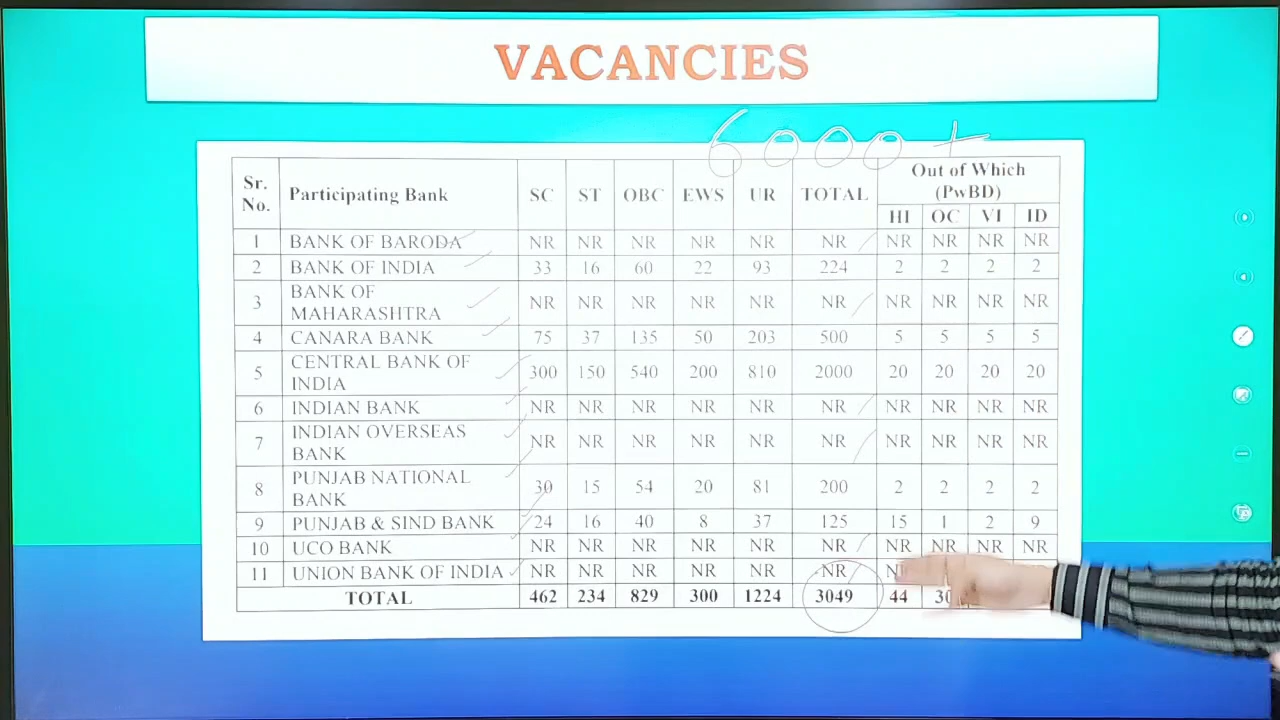 VACANCIES
6000+
Sr. No. Participating Bank SC ST OBC EWS UR TOTAL Out of Which (PwBD)
HI OC VI ID
1 BANK OF BARODA NR NR NR NR NR NR NR NR NR NR
2 BANK OF INDIA 33 16 60 22 93 224 2 2 2 2
3 BANK OF MAHARASHTRA NR NR NR NR NR NR NR NR NR NR
4 CANARA BANK 75 37 135 50 203 500 5 5 5 5
5 CENTRAL BANK OF INDIA 300 150 540 200 810 2000 20 20 20 20
6 INDIAN BANK NR NR NR NR NR NR NR NR NR NR
7 INDIAN OVERSEAS BANK NR NR NR NR NR NR NR NR NR NR
8 PUNJAB NATIONAL BANK 30 15 54 20 81 200 2 2 2 2
9 PUNJAB & SIND BANK 24 16 40 8 37 125 15 1 2 9
10 UCO BANK NR NR NR NR NR NR NR NR NR NR
11 UNION BANK OF INDIA NR NR NR NR NR NR
TOTAL 462 234 829 300 1224 3049 44